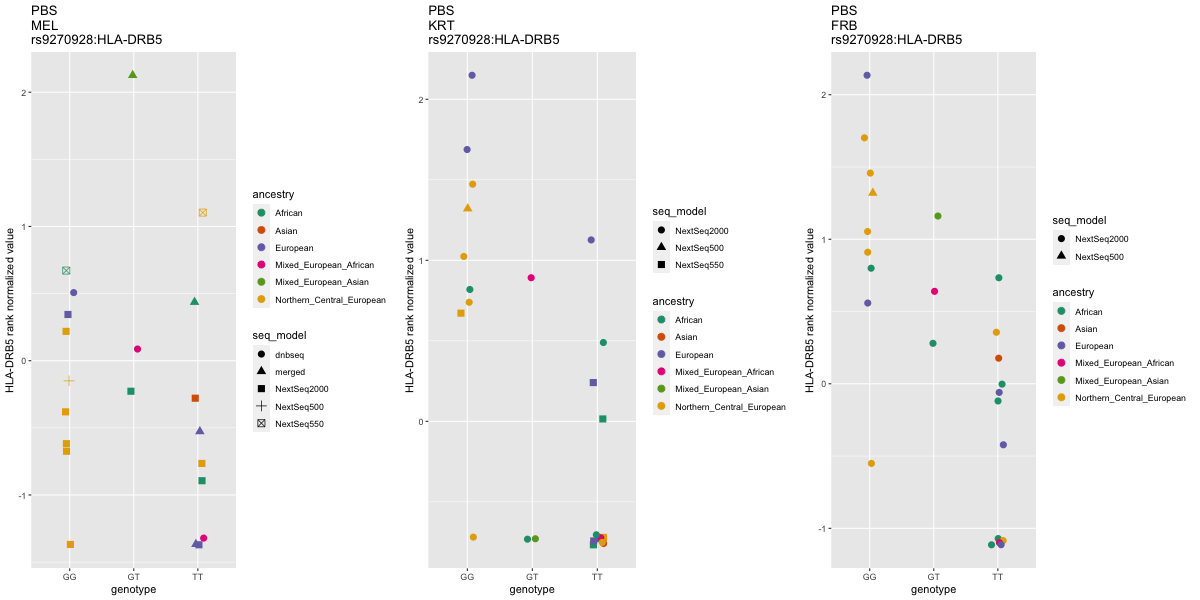 PBS
MEL
rs9270928:HLA-DRB5
HLA-DRB5 rank normalized value
2
1
0
-1
GG
GT
TT
genotype
ancestry
African
Asian
European
Mixed_European_African
Mixed_European_Asian
Northern_Central_European
seq_model
dnbseq
merged
NextSeq2000
NextSeq500
NextSeq550
PBS
KRT
rs9270928:HLA-DRB5
HLA-DRB5 rank normalized value
2
1
0
GG
GT
TT
genotype
seq_model
NextSeq2000
NextSeq500
NextSeq550
ancestry
African
Asian
European
Mixed_European_African
Mixed_European_Asian
Northern_Central_European
PBS
FRB
rs9270928:HLA-DRB5
HLA-DRB5 rank normalized value
2
1
0
-1
GG
GT
TT
genotype
seq_model
NextSeq2000
NextSeq500
ancestry
African
Asian
European
Mixed_European_African
Mixed_European_Asian
Northern_Central_European